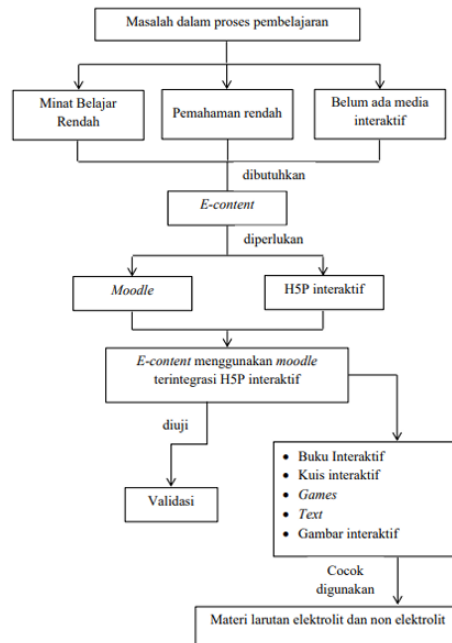 Masalah dalam proses pembelajaran
Minat Belajar
Rendah
Pemahaman rendah
Belum ada media
interaktif
dibutuhkan
E-content
diperlukan
Moodle
H5P interaktif
E-content menggunakan moodle
terintegrasi H5P interaktif
diuji
Validasi
• Buku Interaktif
• Kuis interaktif
• Games
• Text
• Gambar interaktif
Cocok
digunakan
Materi larutan elektrolit dan non elektrolit